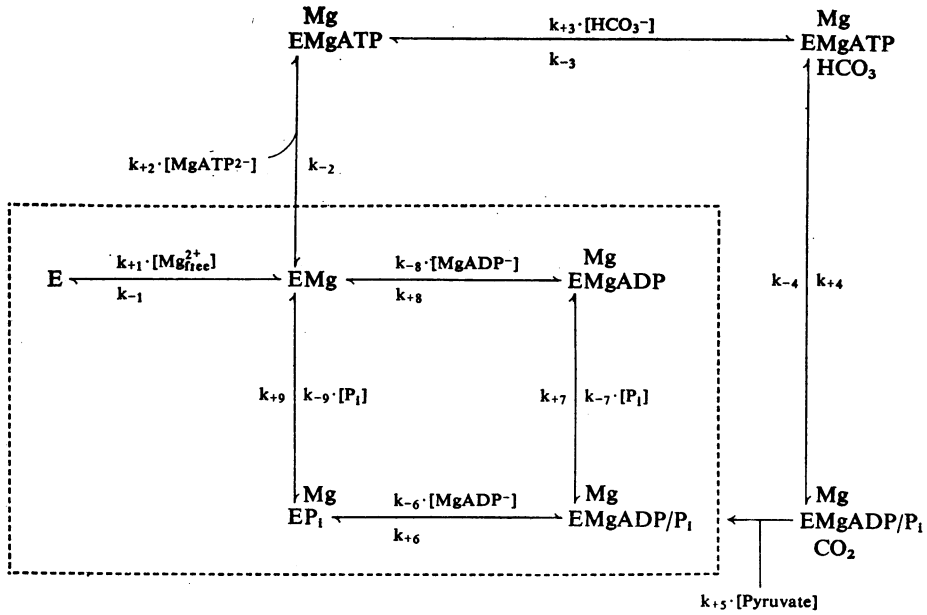 Mg
EMgATP
k₊₃·[HCO₃⁻]
k₋₃
Mg
EMgATP
HCO₃
k₊₂·[MgATP²⁻]
k₋₂
E
k₊₁·[Mg²⁺free]
k₋₁
EMg
k₋₈·[MgADP⁻]
k₊₈
Mg
EMgADP
k₋₄
k₊₄
k₊₉
k₋₉·[Pᵢ]
k₊₇
k₋₇·[Pᵢ]
Mg
EPᵢ
k₋₆·[MgADP⁻]
k₊₆
Mg
EMgADP/Pᵢ
Mg
EMgADP/Pᵢ
CO₂
k₊₅·[Pyruvate]